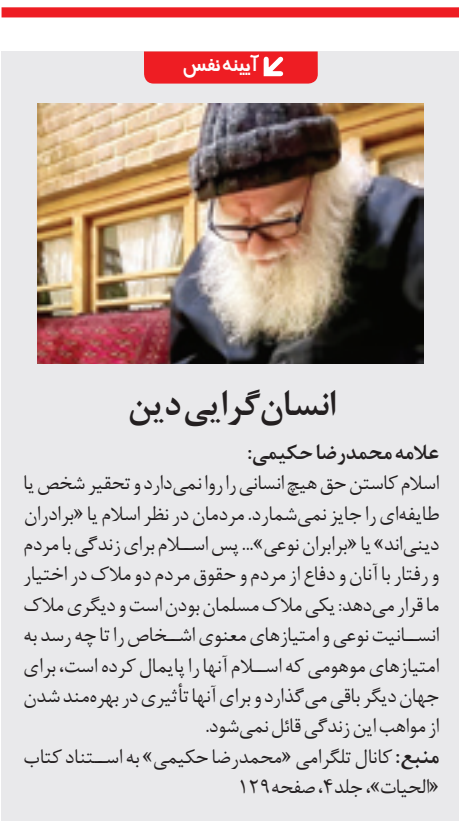 آیینه نفس
انسان‌گرایی دین
علامه محمدرضا حکیمی:
اسلام کاستن حق هیچ انسانی را روا نمی‌دارد و تحقیر شخص یا
طایفه‌ای را جایز نمی‌شمارد. مردمان در نظر اسلام یا «برادران
دینی‌اند» یا «برابران نوعی»... پس اسلام برای زندگی با مردم
و رفتار با آنان و دفاع از مردم و حقوق مردم دو ملاک در اختیار
ما قرار می‌دهد: یکی ملاک مسلمان بودن است و دیگری ملاک
انسانیت نوعی و امتیازهای معنوی اشخاص را تا چه رسد به
امتیازهای موهومی که اسلام آنها را پایمال کرده است، برای
جهان دیگر باقی می‌گذارد و برای آنها تأثیری در بهره‌مند شدن
از مواهب این زندگی قائل نمی‌شود.
منبع: کانال تلگرامی «محمدرضا حکیمی» به استناد کتاب
«الحیات»، جلد ۴، صفحه ۱۲۹